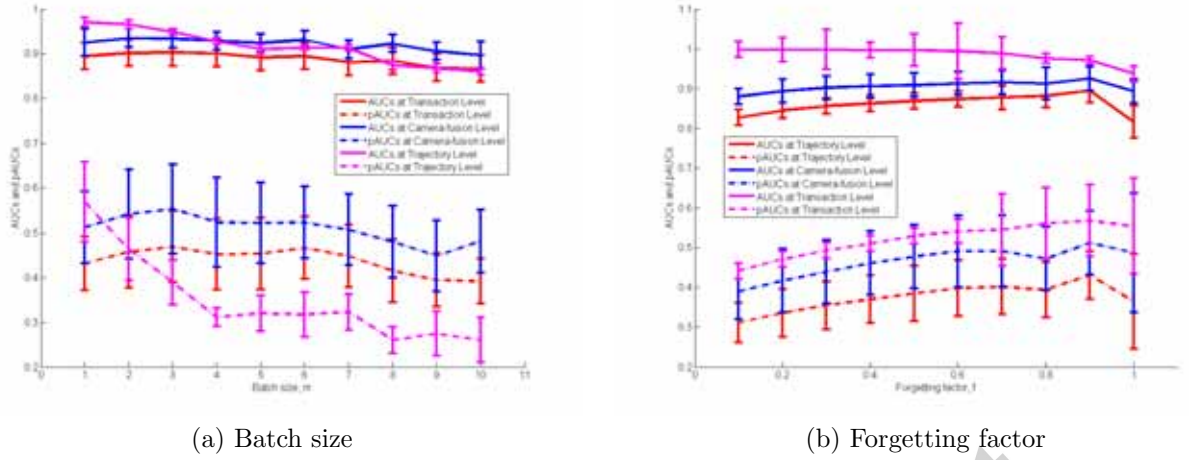 1
0.9
0.8
0.7
0.6
0.5
0.4
0.3
0.2
AUCs and pAUCs
0 1 2 3 4 5 6 7 8 9 10 11
Batch size, m
AUCs at Transaction Level
pAUCs at Transaction Level
AUCs at Camera-fusion Level
pAUCs at Camera-fusion Level
AUCs at Trajectory Level
pAUCs at Trajectory Level
(a) Batch size
1.1
1
0.9
0.8
0.7
0.6
0.5
0.4
0.3
0.2
AUCs and pAUCs
0 0.2 0.4 0.6 0.8 1
Forgetting factor, f
AUCs at Trajectory Level
pAUCs at Trajectory Level
AUCs at Camera-fusion Level
pAUCs at Camera-fusion Level
AUCs at Transaction Level
pAUCs at Transaction Level
(b) Forgetting factor